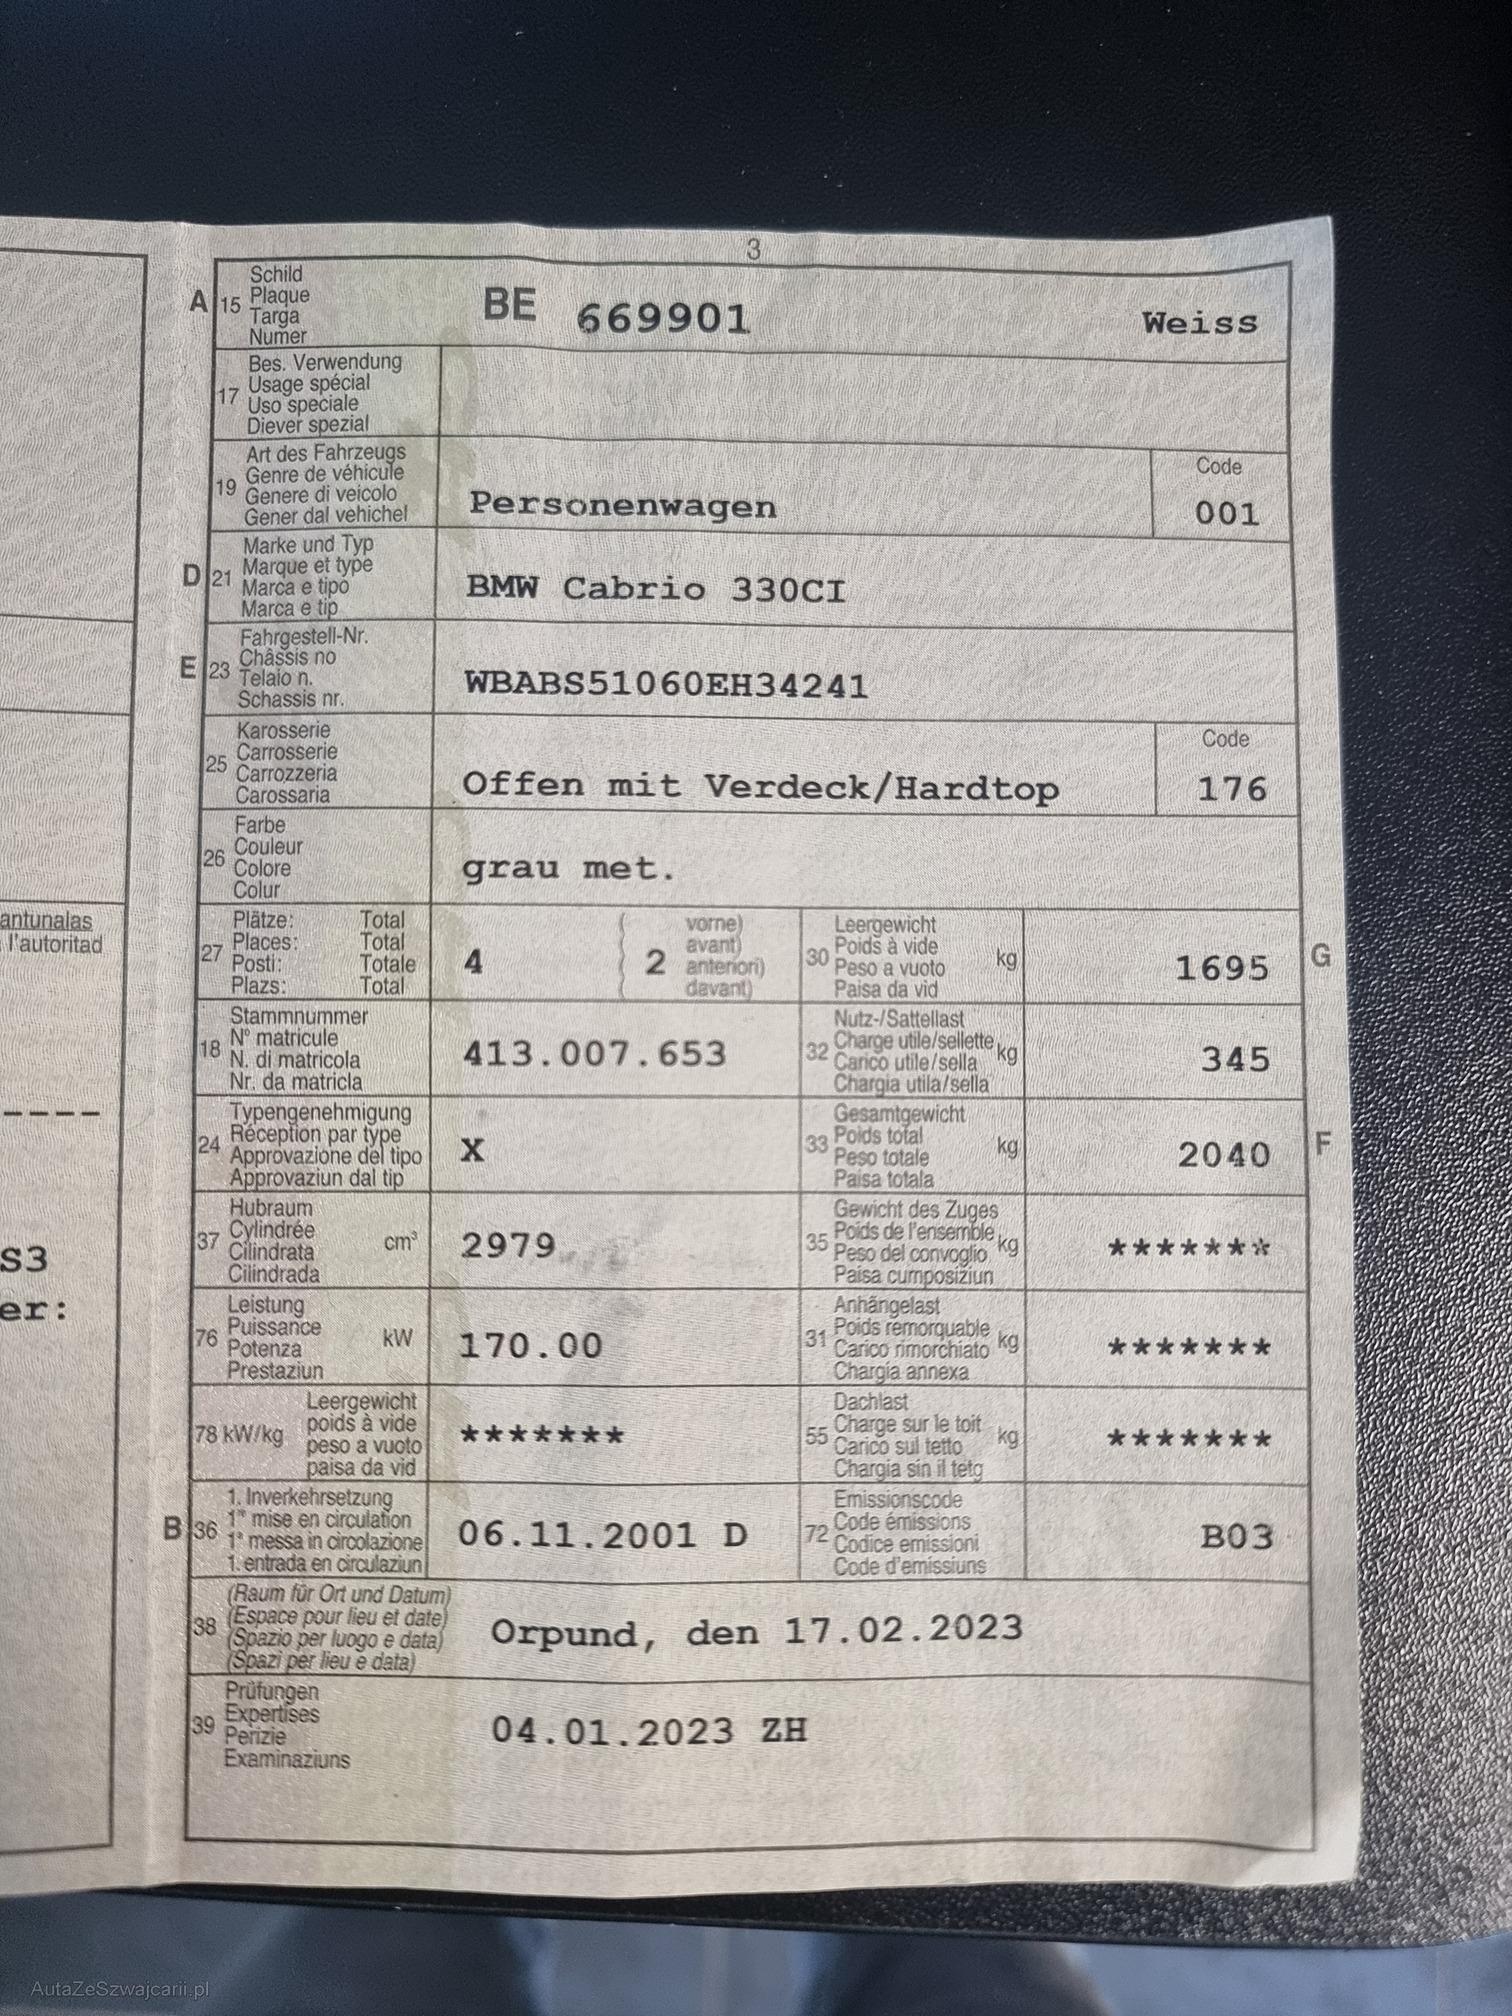 3
A 15 Schild
Plaque
Targa
Numer
BE 669901 Weiss
17 Bes. Verwendung
Usage spécial
Uso speciale
Diever spezial
19 Art des Fahrzeugs
Genre de véhicule
Genere di veicolo
Gener dal vehichel
Personenwagen
Code
001
D 21 Marke und Typ
Marque et type
Marca e tipo
Marca e tip
BMW Cabrio 330CI
E 23 Fahrgestell-Nr.
Châssis no
Telaio n.
Schassis nr.
WBABS51060EH34241
25 Karosserie
Carrosserie
Carrozzeria
Carossaria
Offen mit Verdeck/Hardtop
Code
176
26 Farbe
Couleur
Colore
Colur
grau met.
antunalas
l'autoritad
27 Plätze: Total
Places: Total
Posti: Totale
Plazs: Total
4 ( 2 vorne)
avant)
anteriori)
davant)
30 Leergewicht
Poids à vide
Peso a vuoto
Paisa da vid
kg
1695 G
18 Stammnummer
N° matricule
N. di matricola
Nr. da matricla
413.007.653
32 Nutz-/Sattellast
Charge utile/sellette
Carico utile/sella
Chargia utila/sella
kg
345
----
24 Typengenehmigung
Réception par type
Approvazione del tipo
Approvaziun dal tip
X
33 Gesamtgewicht
Poids total
Peso totale
Paisa totala
kg
2040 F
37 Hubraum
Cylindrée
Cilindrata
Cilindrada
cm³
2979
35 Gewicht des Zuges
Poids de l'ensemble
Peso del convoglio
Paisa cumposiziun
kg
*******
S3
er:
76 Leistung
Puissance
Potenza
Prestaziun
kW
170.00
31 Anhängelast
Poids remorquable
Carico rimorchiato
Chargia annexa
kg
*******
78 kW/kg Leergewicht
poids à vide
peso a vuoto
paisa da vid
*******
55 Dachlast
Charge sur le toit
Carico sul tetto
Chargia sin il tetg
kg
*******
B 36 1. Inverkehrsetzung
1re mise en circulation
1a messa in circolazione
1. entrada en circulaziun
06.11.2001 D
72 Emissionscode
Code émissions
Codice emissioni
Code d'emissiuns
B03
38 (Raum für Ort und Datum)
(Espace pour lieu et date)
(Spazio per luogo e data)
(Spazi per lieu e data)
Orpund, den 17.02.2023
39 Prüfungen
Expertises
Perizie
Examinaziuns
04.01.2023 ZH
AutaZeSzwajcarii.pl